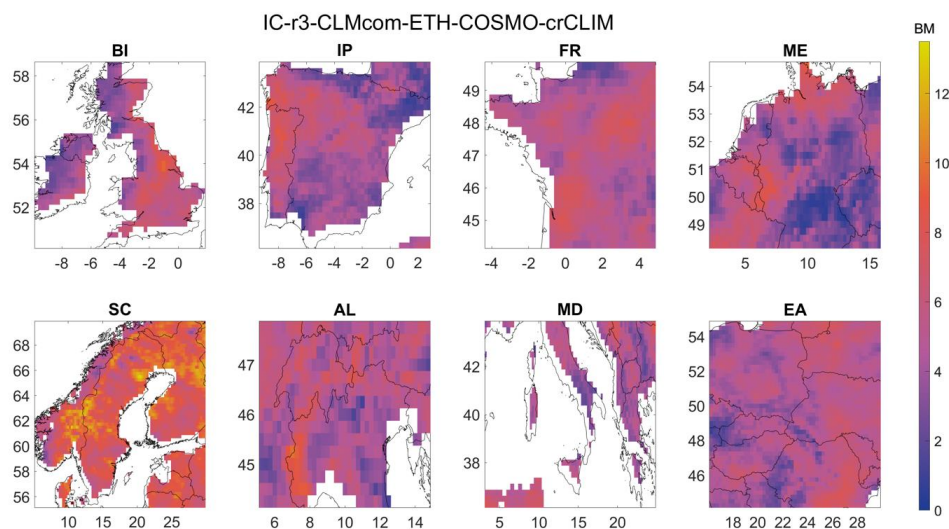 IC-r3-CLMcom-ETH-COSMO-crCLIM
BI
58
56
54
52
-8 -6 -4 -2 0
IP
42
40
38
-8 -6 -4 -2 0 2
FR
49
48
47
46
45
-4 -2 0 2 4
ME
54
53
52
51
50
49
5 10 15
BM
12
10
8
6
4
2
0
SC
68
66
64
62
60
58
56
10 15 20 25
AL
47
46
45
6 8 10 12 14
MD
42
40
38
5 10 15 20
EA
54
52
50
48
46
18 20 22 24 26 28